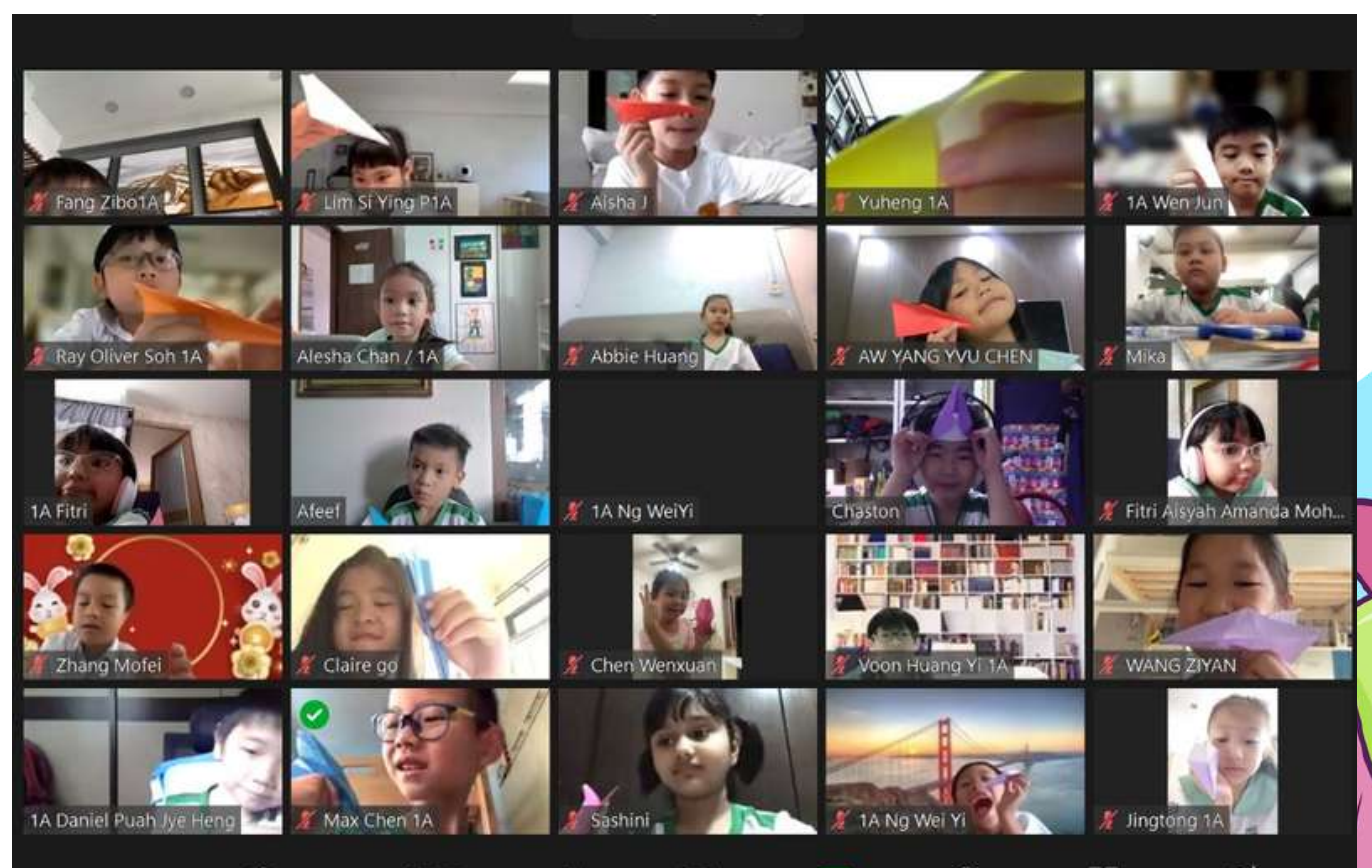 Fang Zibo1A
Lim Si Ying P1A
Aisha J
Yuheng 1A
1A Wen Jun
Ray Oliver Soh 1A
Alesha Chan / 1A
Abbie Huang
AW YANG YVU CHEN
Mika
1A Fitri
Afeef
1A Ng WeiYi
Chaston
Fitri Aisyah Amanda Moh...
Zhang Mofei
Claire go
Chen Wenxuan
Voon Huang Yi 1A
WANG ZIYAN
1A Daniel Puah Jye Heng
Max Chen 1A
Sashini
1A Ng Wei Yi
Jingtong 1A